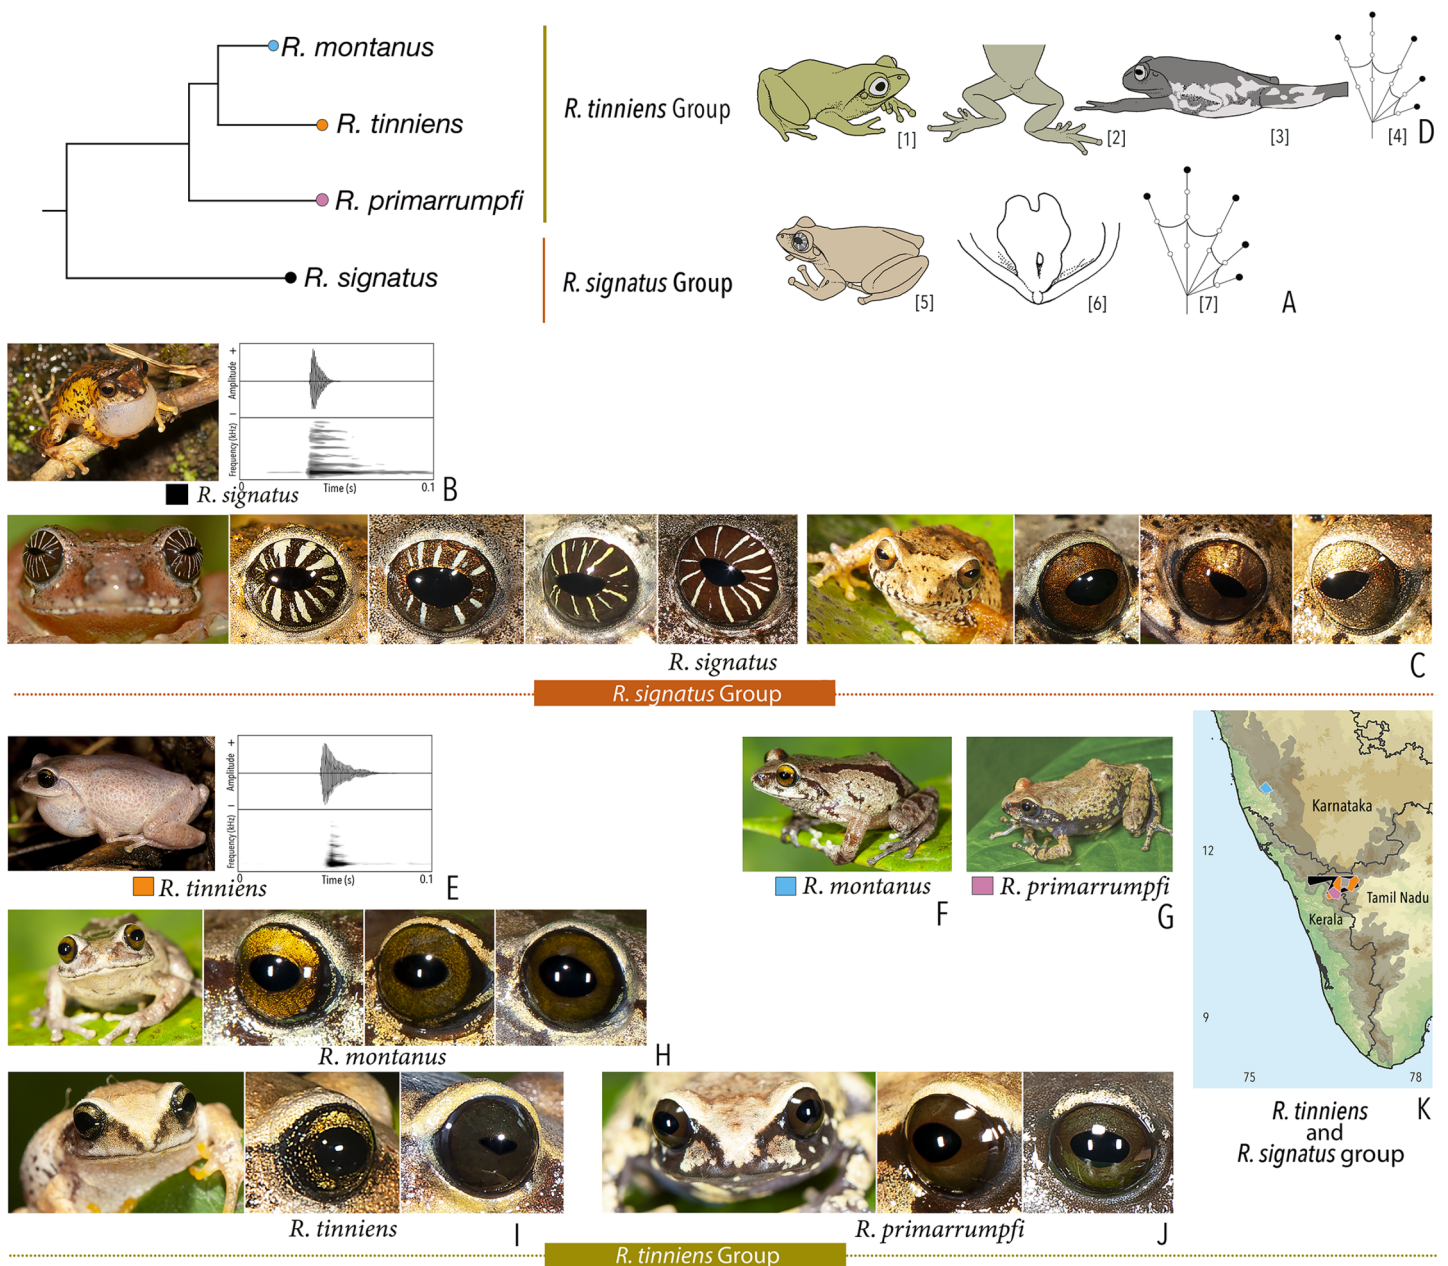 R. montanus
R. tinniens
R. primarrumpfi
R. signatus
R. tinniens Group
R. signatus Group
[1]
[2]
[3]
[4]
D
[5]
[6]
[7]
A
+
Amplitude
–
Frequency (kHz)
0
Time (s)
0.1
B
R. signatus
R. signatus
C
R. signatus Group
+
Amplitude
–
Frequency (kHz)
0
Time (s)
0.1
R. tinniens
E
R. montanus
F
R. primarrumpfi
G
Karnataka
12
Tamil Nadu
Kerala
9
75
78
R. tinniens
and
R. signatus group
K
R. montanus
H
R. tinniens
I
R. primarrumpfi
J
R. tinniens Group